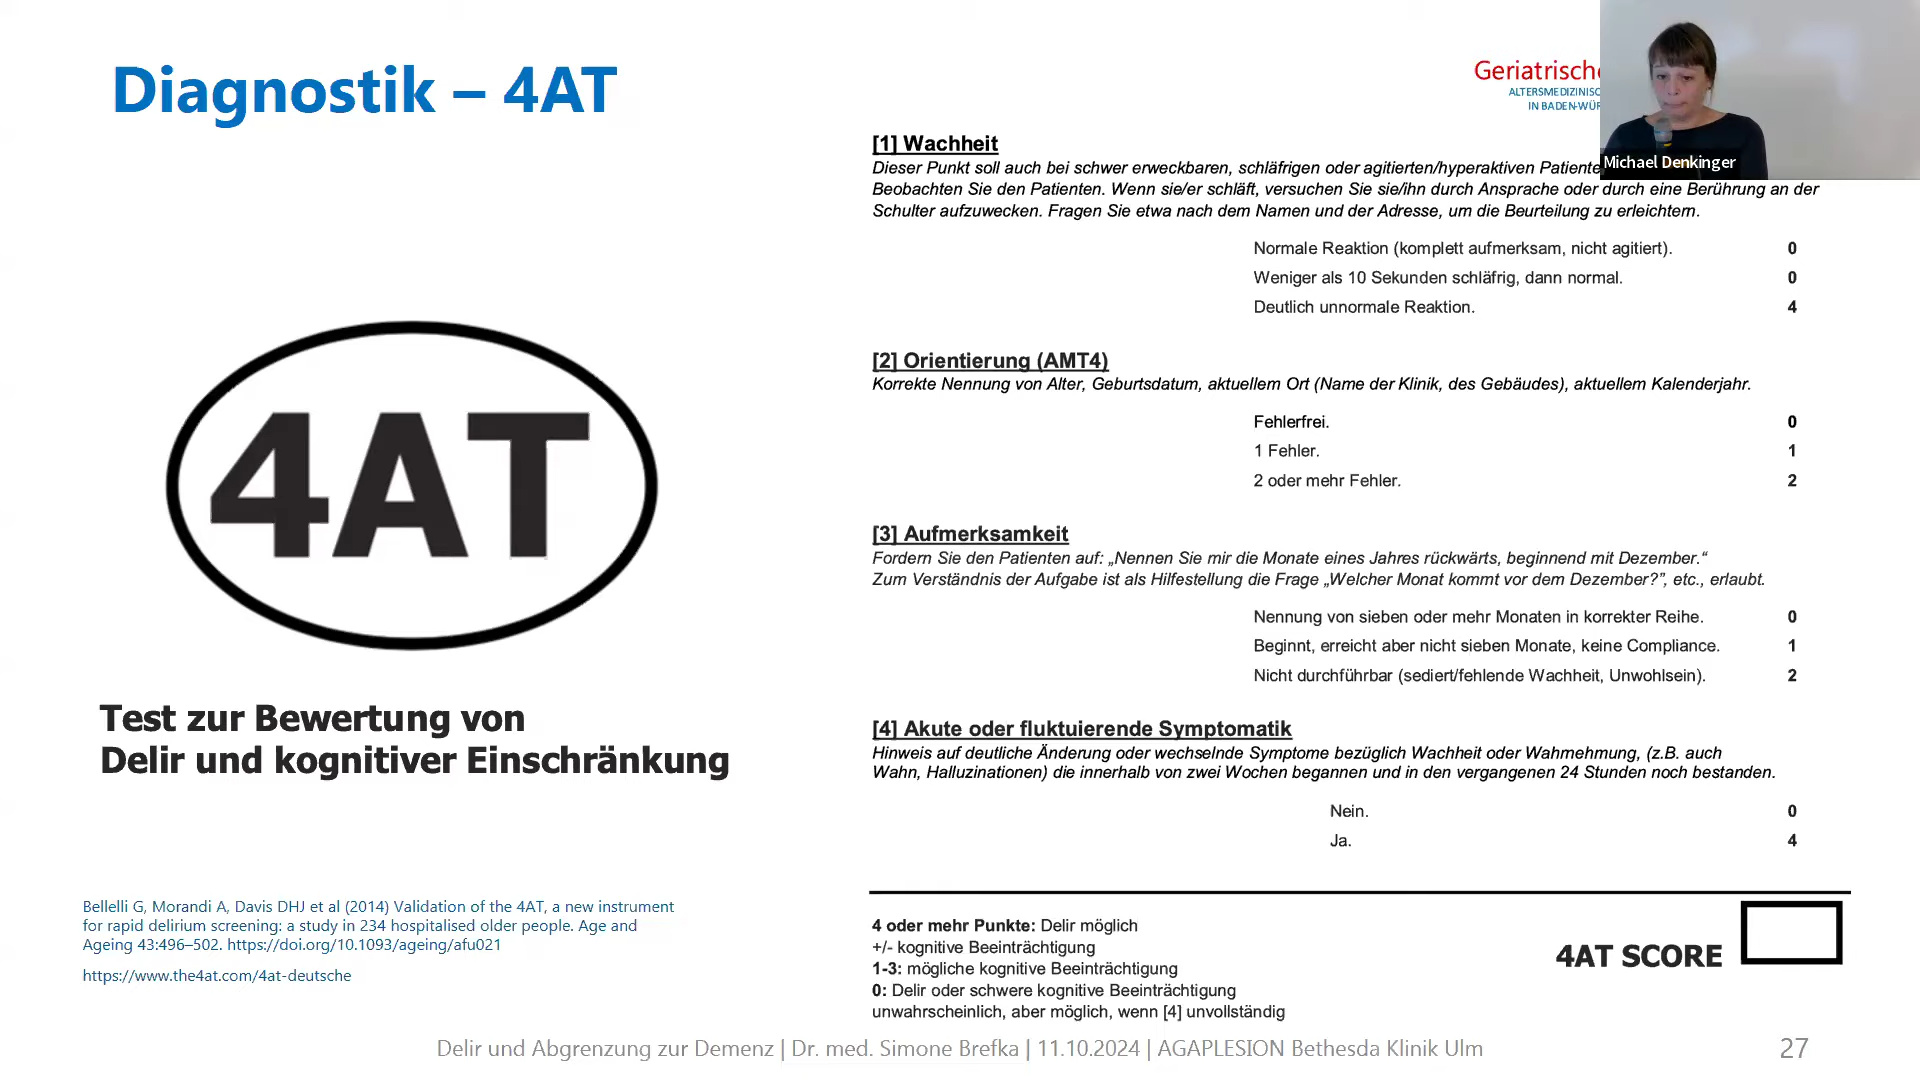 Diagnostik – 4AT
Geriatrische
ALTERSMEDIZINISC
IN BADEN-WÜR
Michael Denkinger
[1] Wachheit
Dieser Punkt soll auch bei schwer erweckbaren, schläfrigen oder agitierten/hyperaktiven Patiente
Beobachten Sie den Patienten. Wenn sie/er schläft, versuchen Sie sie/ihn durch Ansprache oder durch eine Berührung an der
Schulter aufzuwecken. Fragen Sie etwa nach dem Namen und der Adresse, um die Beurteilung zu erleichtern.
Normale Reaktion (komplett aufmerksam, nicht agitiert). 0
Weniger als 10 Sekunden schläfrig, dann normal. 0
Deutlich unnormale Reaktion. 4
[2] Orientierung (AMT4)
Korrekte Nennung von Alter, Geburtsdatum, aktuellem Ort (Name der Klinik, des Gebäudes), aktuellem Kalenderjahr.
Fehlerfrei. 0
1 Fehler. 1
2 oder mehr Fehler. 2
[3] Aufmerksamkeit
Fordern Sie den Patienten auf: „Nennen Sie mir die Monate eines Jahres rückwärts, beginnend mit Dezember.“
Zum Verständnis der Aufgabe ist als Hilfestellung die Frage „Welcher Monat kommt vor dem Dezember?”, etc., erlaubt.
Nennung von sieben oder mehr Monaten in korrekter Reihe. 0
Beginnt, erreicht aber nicht sieben Monate, keine Compliance. 1
Nicht durchführbar (sediert/fehlende Wachheit, Unwohlsein). 2
[4] Akute oder fluktuierende Symptomatik
Hinweis auf deutliche Änderung oder wechselnde Symptome bezüglich Wachheit oder Wahrnehmung, (z.B. auch
Wahn, Halluzinationen) die innerhalb von zwei Wochen begannen und in den vergangenen 24 Stunden noch bestanden.
Nein. 0
Ja. 4
4 oder mehr Punkte: Delir möglich
+/- kognitive Beeinträchtigung
1-3: mögliche kognitive Beeinträchtigung
0: Delir oder schwere kognitive Beeinträchtigung
unwahrscheinlich, aber möglich, wenn [4] unvollständig
4AT SCORE
4AT
Test zur Bewertung von
Delir und kognitiver Einschränkung
Bellelli G, Morandi A, Davis DHJ et al (2014) Validation of the 4AT, a new instrument
for rapid delirium screening: a study in 234 hospitalised older people. Age and
Ageing 43:496–502. https://doi.org/10.1093/ageing/afu021
https://www.the4at.com/4at-deutsche
Delir und Abgrenzung zur Demenz | Dr. med. Simone Brefka | 11.10.2024 | AGAPLESION Bethesda Klinik Ulm
27